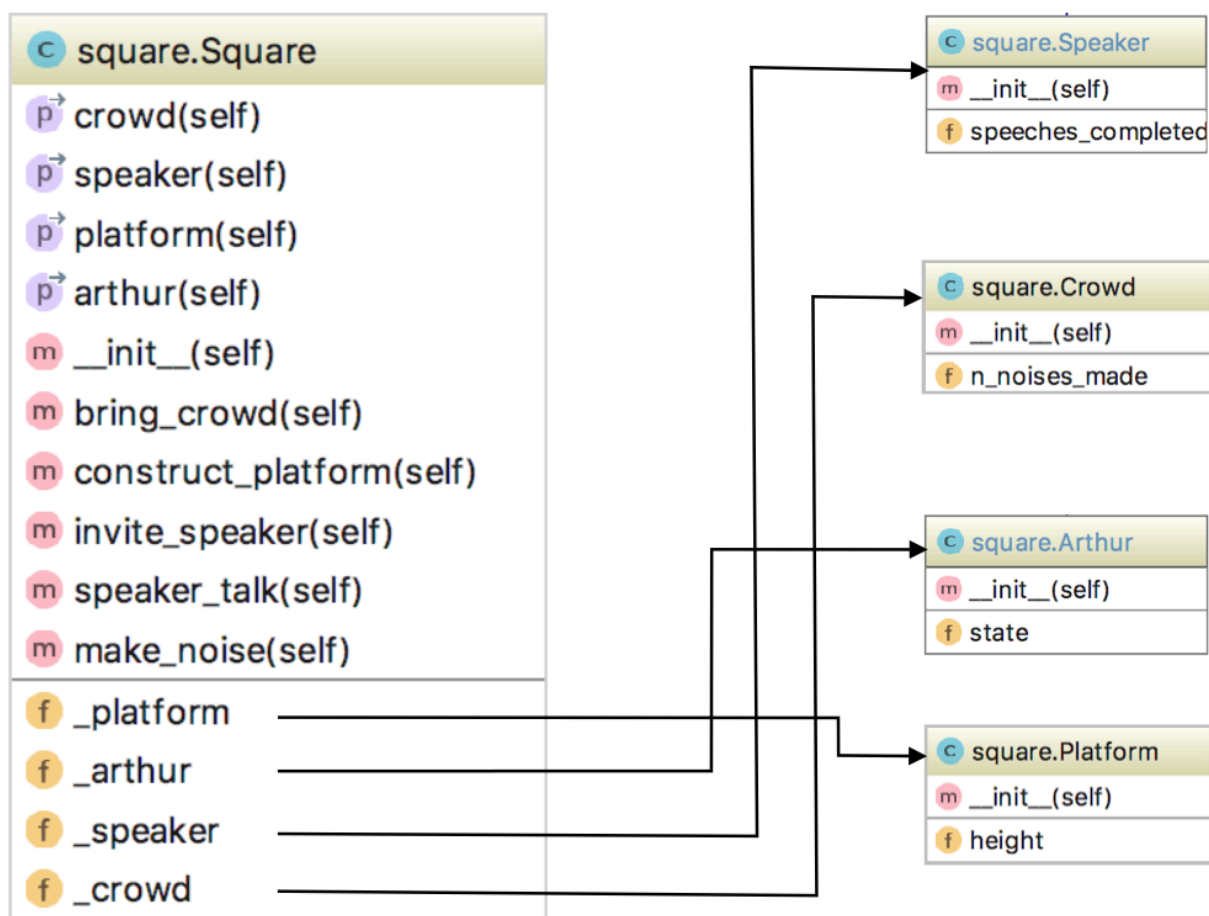 C square.Square
p crowd(self)
p speaker(self)
p platform(self)
p arthur(self)
m __init__(self)
m bring_crowd(self)
m construct_platform(self)
m invite_speaker(self)
m speaker_talk(self)
m make_noise(self)
f _platform
f _arthur
f _speaker
f _crowd
C square.Speaker
m __init__(self)
f speeches_completed
C square.Crowd
m __init__(self)
f n_noises_made
C square.Arthur
m __init__(self)
f state
C square.Platform
m __init__(self)
f height